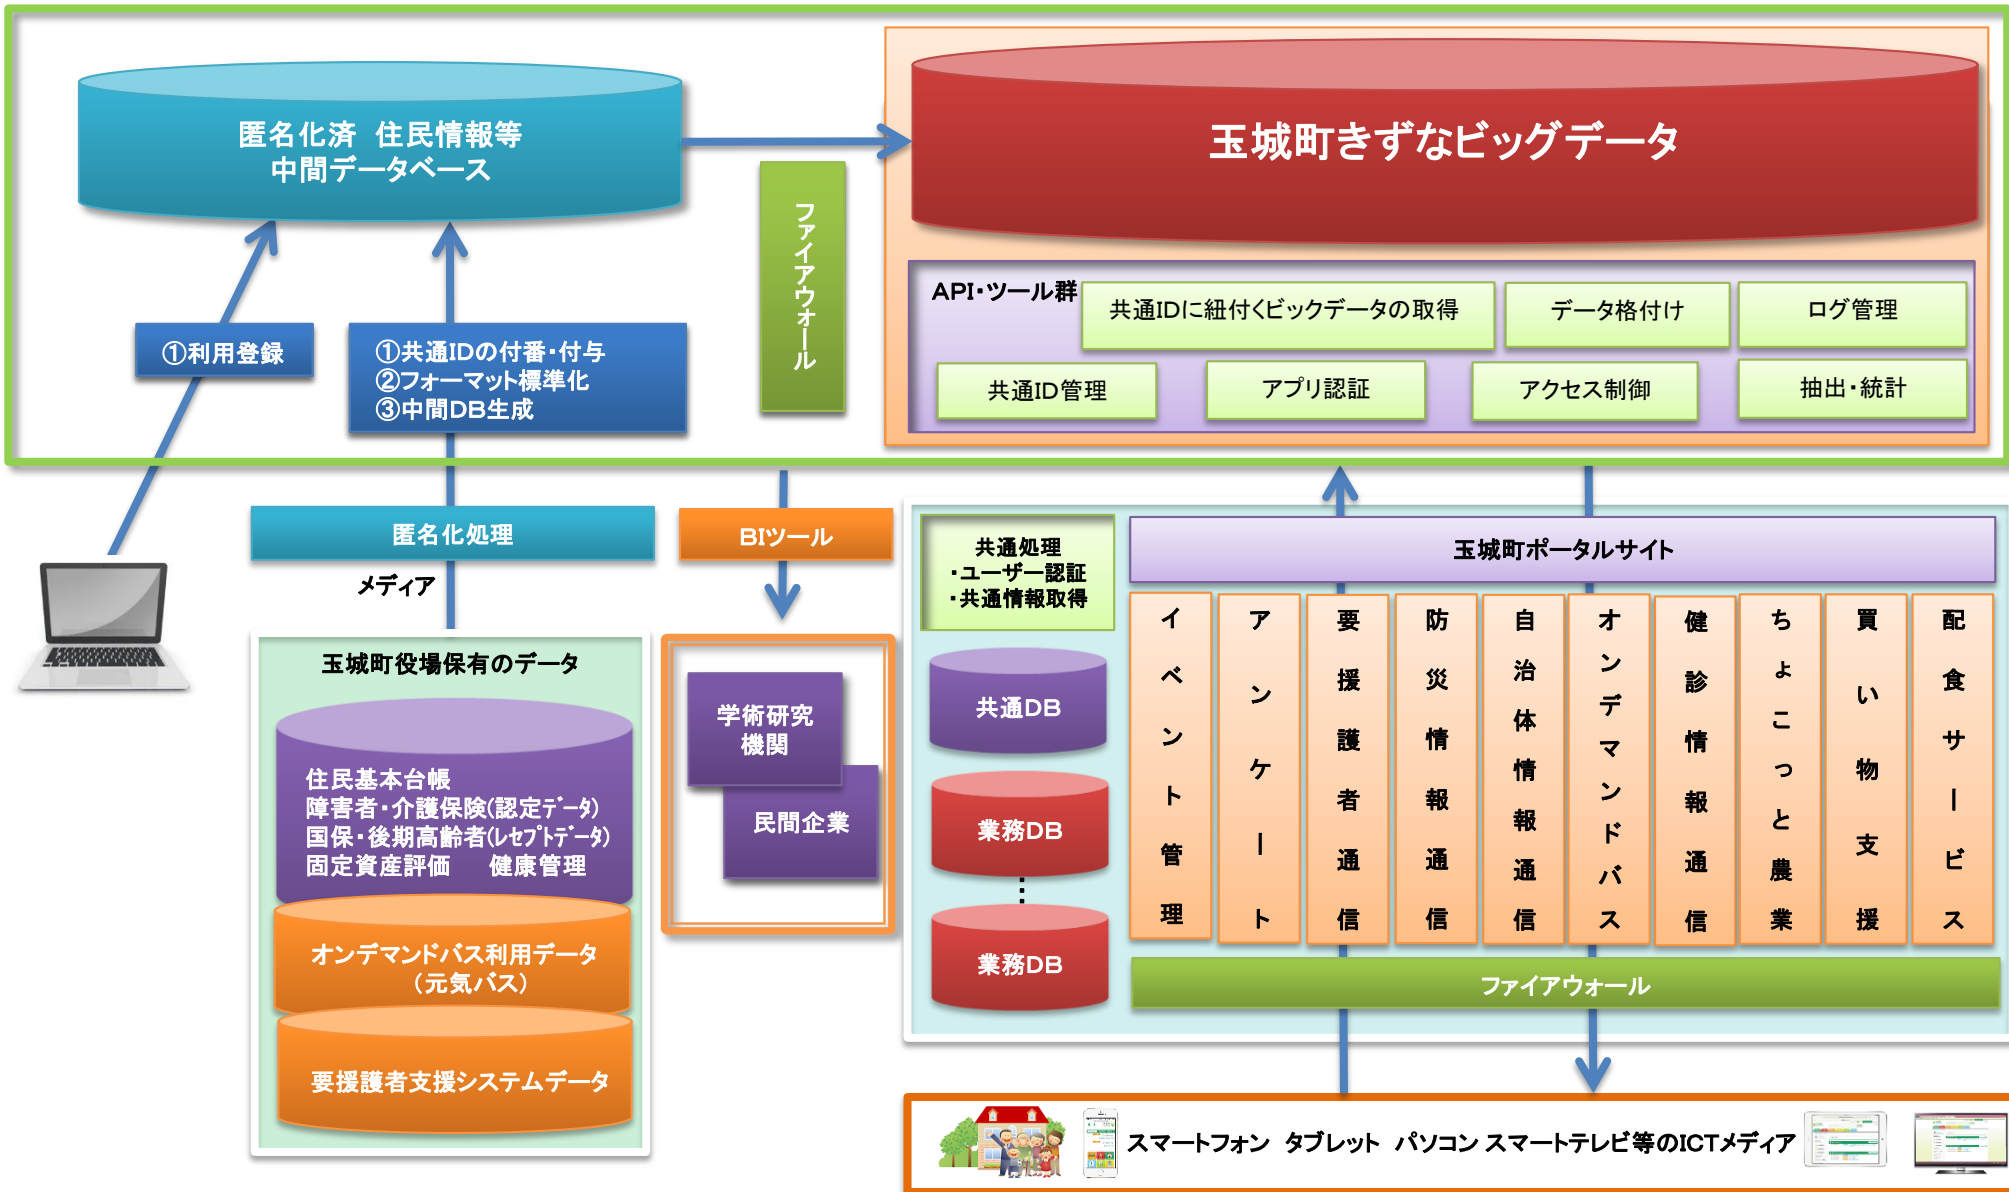 匿名化済　住民情報等
中間データベース
玉城町きずなビッグデータ
ファイアウォール
API・ツール群
共通IDに紐付くビックデータの取得
データ格付け
ログ管理
共通ID管理
アプリ認証
アクセス制御
抽出・統計
①利用登録
①共通IDの付番・付与
②フォーマット標準化
③中間DB生成
匿名化処理
メディア
BIツール
玉城町役場保有のデータ
住民基本台帳
障害者・介護保険(認定ﾃﾞｰﾀ)
国保・後期高齢者(ﾚｾﾌﾟﾄﾃﾞｰﾀ)
固定資産評価　健康管理
オンデマンドバス利用データ
（元気バス）
要援護者支援システムデータ
学術研究
機関
民間企業
共通処理
・ユーザー認証
・共通情報取得
共通DB
業務DB
⋮
業務DB
玉城町ポータルサイト
イベント管理
アンケート
要援護者通信
防災情報通信
自治体情報通信
オンデマンドバス
健診情報通信
ちょこっと農業
買い物支援
配食サービス
ファイアウォール
スマートフォン　タブレット　パソコン スマートテレビ等のICTメディア